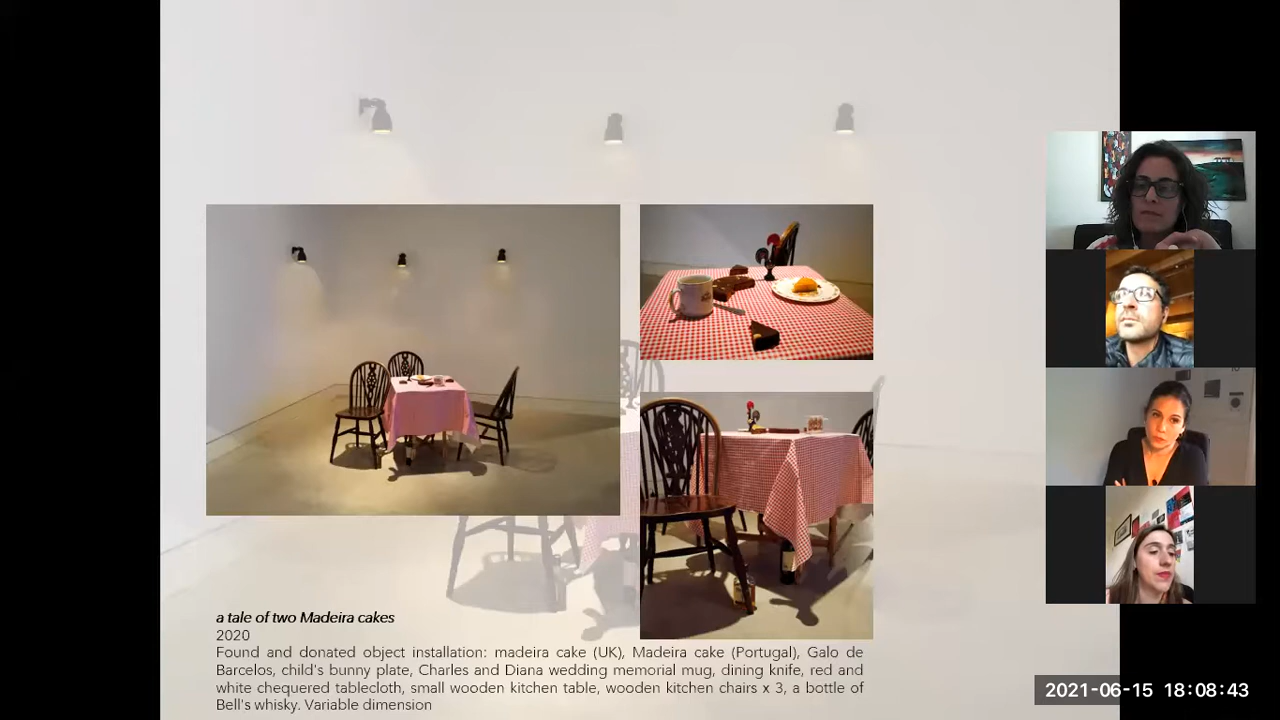 a tale of two Madeira cakes
2020
Found and donated object installation: madeira cake (UK), Madeira cake (Portugal), Galo de
Barcelos, child's bunny plate, Charles and Diana wedding memorial mug, dining knife, red and
white chequered tablecloth, small wooden kitchen table, wooden kitchen chairs x 3, a bottle of
Bell's whisky. Variable dimension
2021-06-15 18:08:43